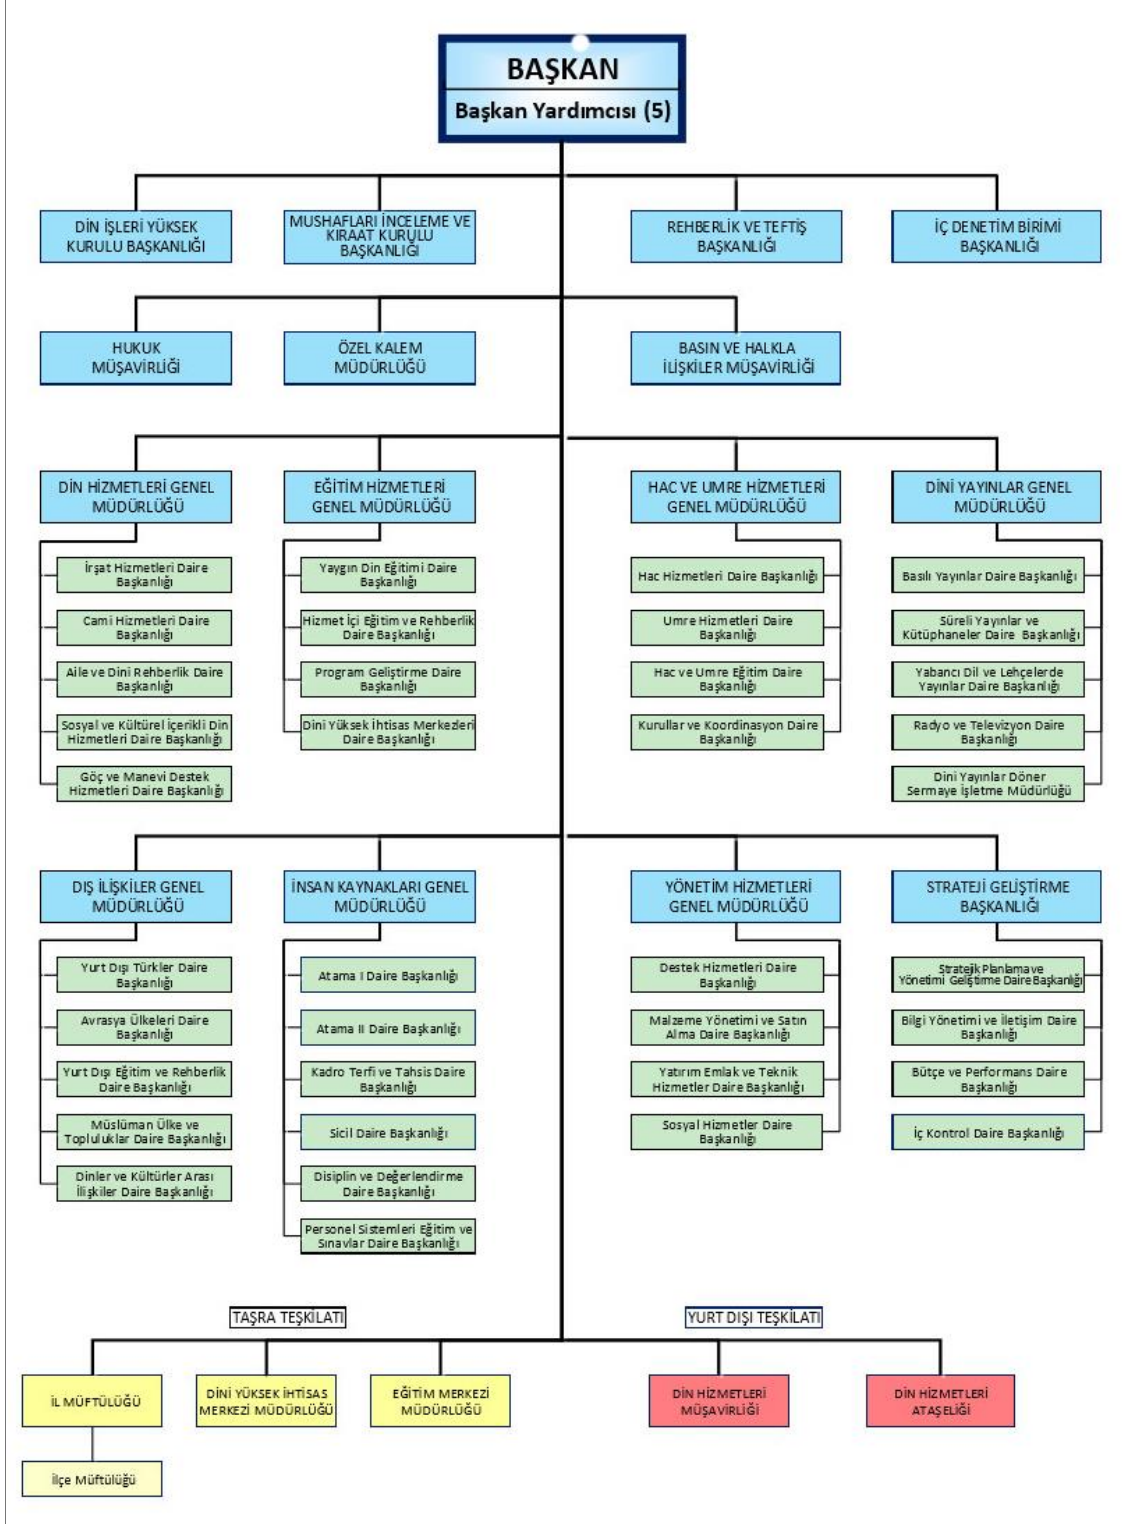 BAŞKAN
Başkan Yardımcısı (5)
DİN İŞLERİ YÜKSEK
KURULU BAŞKANLIĞI
MUSHAFLARI İNCELEME VE
KIRAAT KURULU
BAŞKANLIĞI
REHBERLİK VE TEFTİŞ
BAŞKANLIĞI
İÇ DENETİM BİRİMİ
BAŞKANLIĞI
HUKUK
MÜŞAVİRLİĞİ
ÖZEL KALEM
MÜDÜRLÜĞÜ
BASIN VE HALKLA
İLİŞKİLER MÜŞAVİRLİĞİ
DİN HİZMETLERİ GENEL
MÜDÜRLÜĞÜ
İrşat Hizmetleri Daire
Başkanlığı
Cami Hizmetleri Daire
Başkanlığı
Aile ve Dini Rehberlik Daire
Başkanlığı
Sosyal ve Kültürel İçerikli Din
Hizmetleri Daire Başkanlığı
Göç ve Manevi Destek
Hizmetleri Daire Başkanlığı
EĞİTİM HİZMETLERİ
GENEL MÜDÜRLÜĞÜ
Yaygın Din Eğitimi Daire
Başkanlığı
Hizmet İçi Eğitim ve Rehberlik
Daire Başkanlığı
Program Geliştirme Daire
Başkanlığı
Dini Yüksek İhtisas Merkezleri
Daire Başkanlığı
HAC VE UMRE HİZMETLERİ
GENEL MÜDÜRLÜĞÜ
Hac Hizmetleri Daire Başkanlığı
Umre Hizmetleri Daire
Başkanlığı
Hac ve Umre Eğitim Daire
Başkanlığı
Kurullar ve Koordinasyon Daire
Başkanlığı
DİNİ YAYINLAR GENEL
MÜDÜRLÜĞÜ
Basılı Yayınlar Daire Başkanlığı
Süreli Yayınlar ve
Kütüphaneler Daire Başkanlığı
Yabancı Dil ve Lehçelerde
Yayınlar Daire Başkanlığı
Radyo ve Televizyon Daire
Başkanlığı
Dini Yayınlar Döner
Sermaye İşletme Müdürlüğü
DIŞ İLİŞKİLER GENEL
MÜDÜRLÜĞÜ
Yurt Dışı Türkler Daire
Başkanlığı
Avrasya Ülkeleri Daire
Başkanlığı
Yurt Dışı Eğitim ve Rehberlik
Daire Başkanlığı
Müslüman Ülke ve
Topluluklar Daire Başkanlığı
Dinler ve Kültürler Arası
İlişkiler Daire Başkanlığı
İNSAN KAYNAKLARI GENEL
MÜDÜRLÜĞÜ
Atama I Daire Başkanlığı
Atama II Daire Başkanlığı
Kadro Terfi ve Tahsis Daire
Başkanlığı
Sicil Daire Başkanlığı
Disiplin ve Değerlendirme
Daire Başkanlığı
Personel Sistemleri Eğitim ve
Sınavlar Daire Başkanlığı
YÖNETİM HİZMETLERİ
GENEL MÜDÜRLÜĞÜ
Destek Hizmetleri Daire
Başkanlığı
Malzeme Yönetimi ve Satın
Alma Daire Başkanlığı
Yatırım Emlak ve Teknik
Hizmetler Daire Başkanlığı
Sosyal Hizmetler Daire
Başkanlığı
STRATEJİ GELİŞTİRME
BAŞKANLIĞI
Stratejik Planlama ve
Yönetimi Geliştirme Daire Başkanlığı
Bilgi Yönetimi ve İletişim Daire
Başkanlığı
Bütçe ve Performans Daire
Başkanlığı
İç Kontrol Daire Başkanlığı
TAŞRA TEŞKİLATI
YURT DIŞI TEŞKİLATI
İL MÜFTÜLÜĞÜ
DİNİ YÜKSEK İHTİSAS
MERKEZİ MÜDÜRLÜĞÜ
EĞİTİM MERKEZİ
MÜDÜRLÜĞÜ
DİN HİZMETLERİ
MÜŞAVİRLİĞİ
DİN HİZMETLERİ
ATAŞELİĞİ
İlçe Müftülüğü